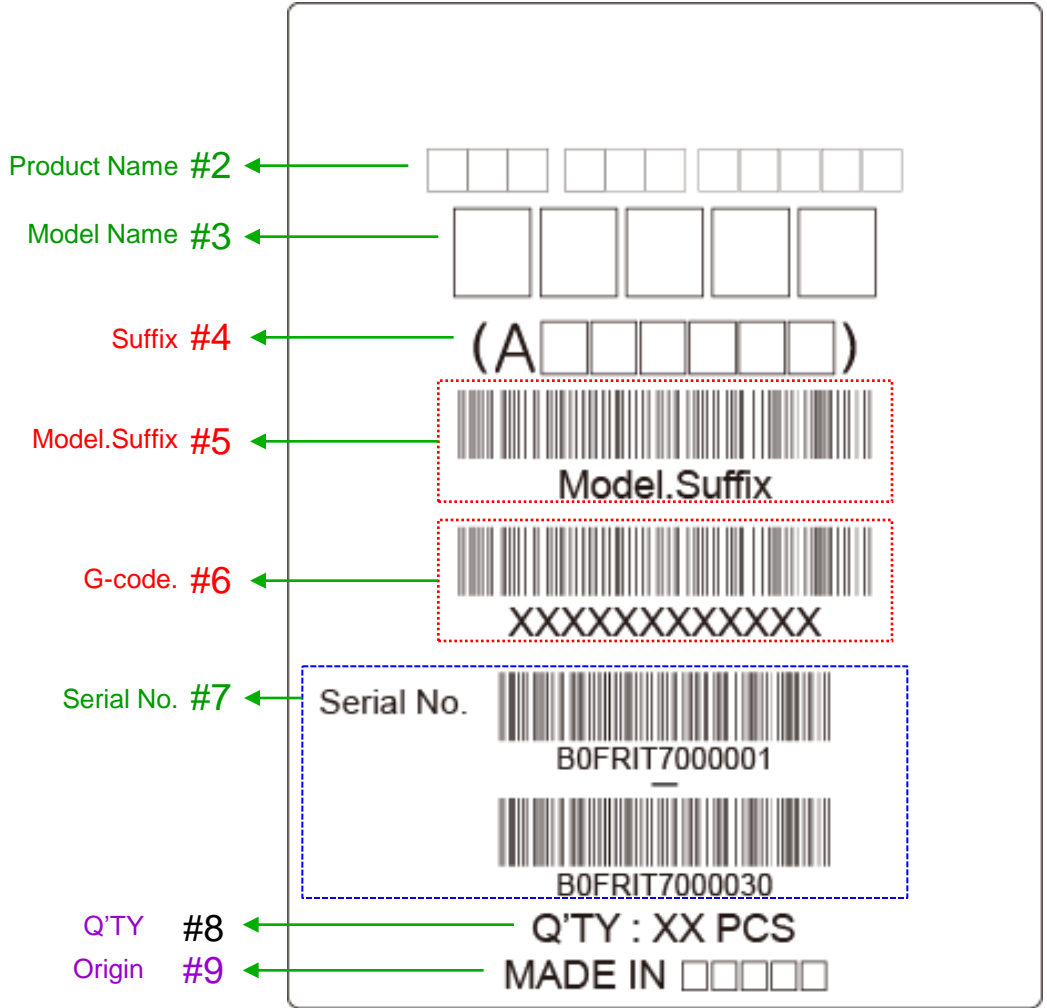 Product Name #2
Model Name #3
Suffix #4 (A□□□□□□)
Model.Suffix #5
Model.Suffix
G-code. #6
XXXXXXXXXXXX
Serial No. #7 Serial No.
B0FRIT7000001
—
B0FRIT7000030
Q'TY #8 Q'TY : XX PCS
Origin #9 MADE IN □□□□□